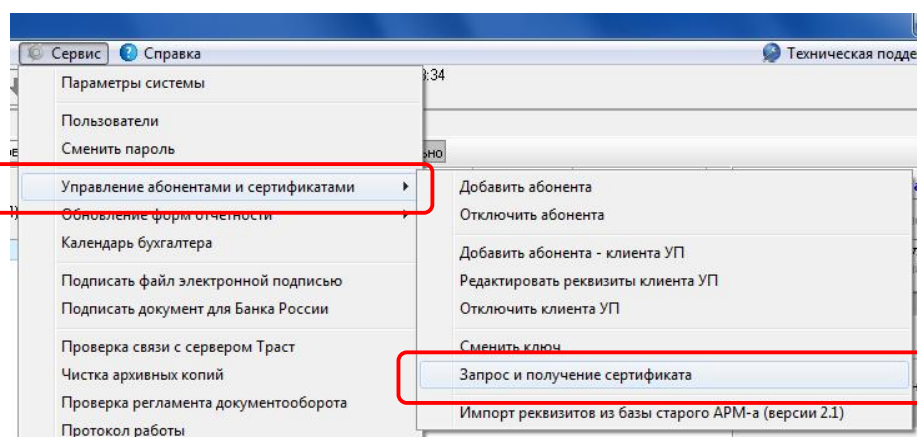 Сервис
Справка
Техническая
Параметры системы
:34
Пользователи
Сменить пароль
Управление абонентами и сертификатами
Обновление форм отчетности
Календарь бухгалтера
Подписать файл электронной подписью
Подписать документ для Банка России
Проверка связи с сервером Траст
Чистка архивных копий
Проверка регламента документооборота
Протокол работы
Добавить абонента
Отключить абонента
Добавить абонента - клиента УП
Редактировать реквизиты клиента УП
Отключить клиента УП
Сменить ключ
Запрос и получение сертификата
Импорт реквизитов из базы старого АРМ-а (версии 2.1)